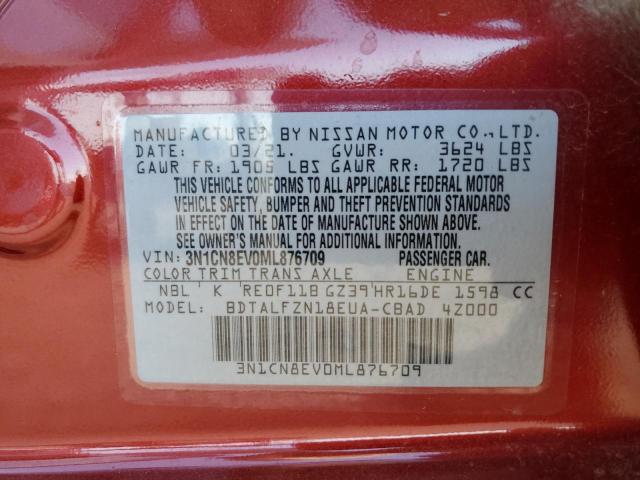 MANUFACTURED BY NISSAN MOTOR CO.,LTD.
DATE: 03/21. GVWR: 3624 LBS
GAWR FR: 1905 LBS GAWR RR: 1720 LBS
THIS VEHICLE CONFORMS TO ALL APPLICABLE FEDERAL MOTOR
VEHICLE SAFETY, BUMPER AND THEFT PREVENTION STANDARDS
IN EFFECT ON THE DATE OF MANUFACTURE SHOWN ABOVE.
SEE OWNER'S MANUAL FOR ADDITIONAL INFORMATION.
VIN: 3N1CN8EV0ML876709 PASSENGER CAR.
COLOR TRIM TRANS AXLE ENGINE
NBL K RE0F11B GZ39 HR16DE 1598 CC
MODEL: BDTALFZN18EUA-CBAD 4Z000
3N1CN8EV0ML876709